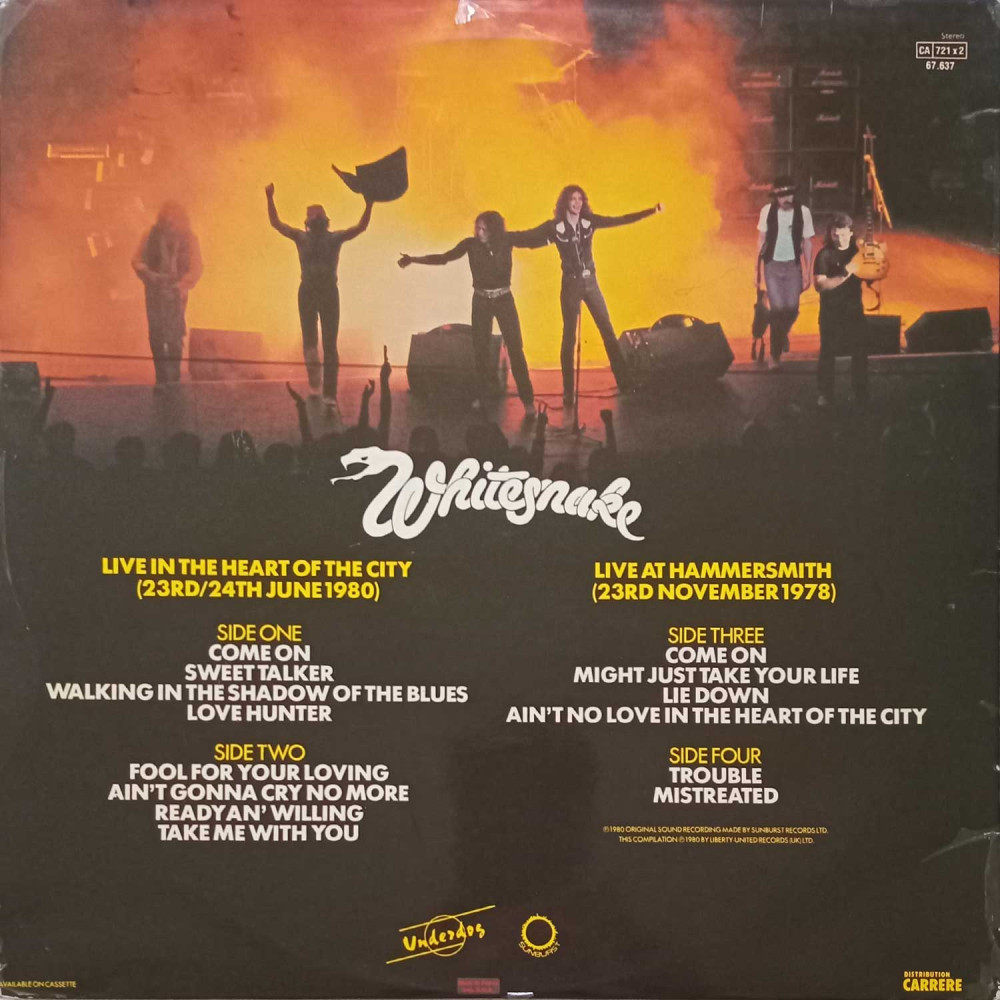 Stereo
CA 721 x 2
67.637
Marshall
Whitesnake
LIVE IN THE HEART OF THE CITY
(23RD/24TH JUNE 1980)
SIDE ONE
COME ON
SWEET TALKER
WALKING IN THE SHADOW OF THE BLUES
LOVE HUNTER
SIDE TWO
FOOL FOR YOUR LOVING
AIN'T GONNA CRY NO MORE
READY AN' WILLING
TAKE ME WITH YOU
LIVE AT HAMMERSMITH
(23RD NOVEMBER 1978)
SIDE THREE
COME ON
MIGHT JUST TAKE YOUR LIFE
LIE DOWN
AIN'T NO LOVE IN THE HEART OF THE CITY
SIDE FOUR
TROUBLE
MISTREATED
℗ 1980 ORIGINAL SOUND RECORDING MADE BY SUNBURST RECORDS LTD.
THIS COMPILATION ℗ 1980 BY LIBERTY-UNITED RECORDS (UK) LTD.
Underdog
SUNBURST
AVAILABLE ON CASSETTE
DISTRIBUTION
CARRERE